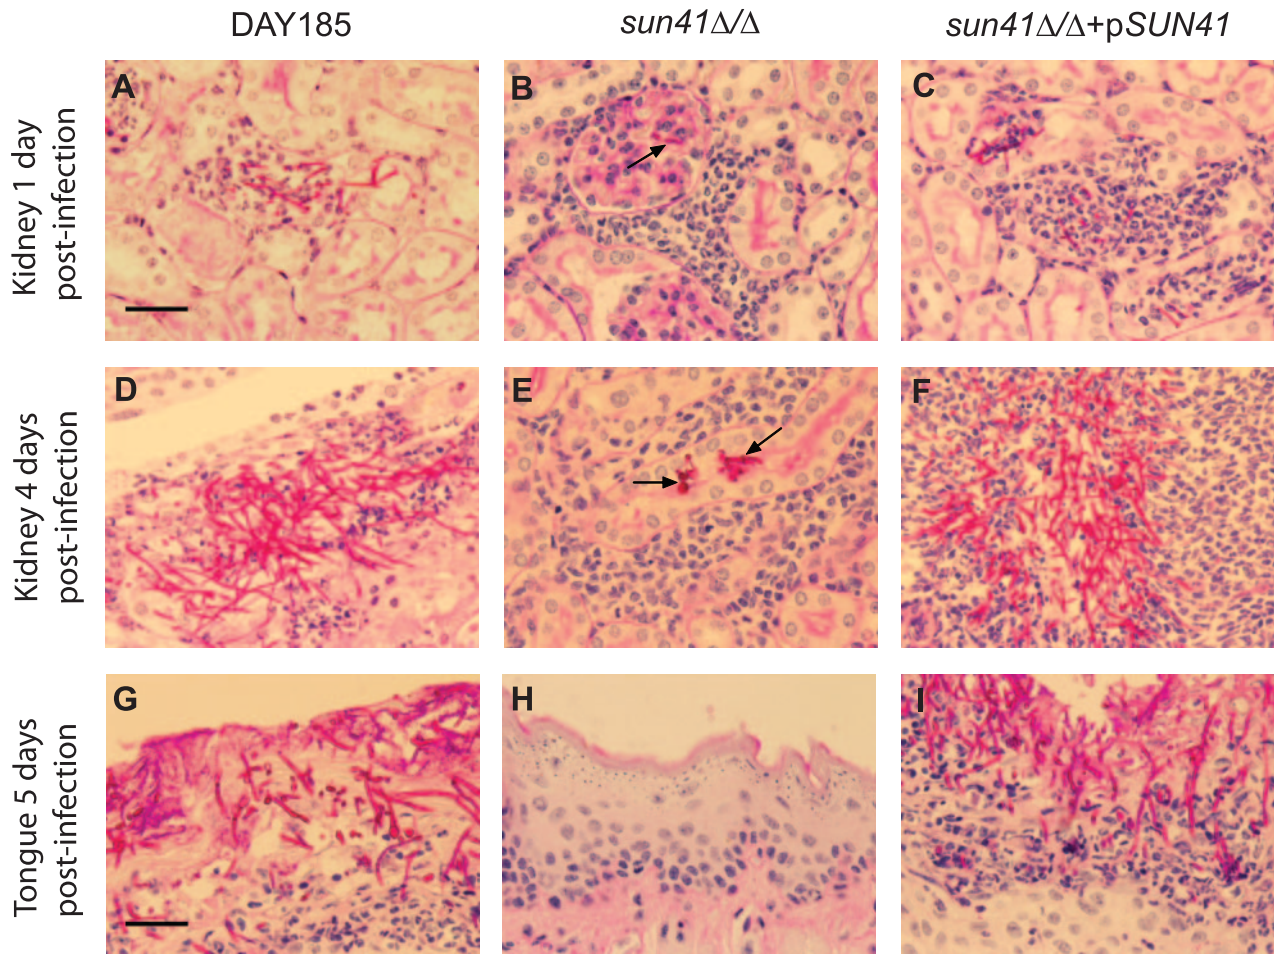 DAY185
sun41Δ/Δ
sun41Δ/Δ+pSUN41
Kidney 1 day
post-infection
A
B
C
Kidney 4 days
post-infection
D
E
F
Tongue 5 days
post-infection
G
H
I